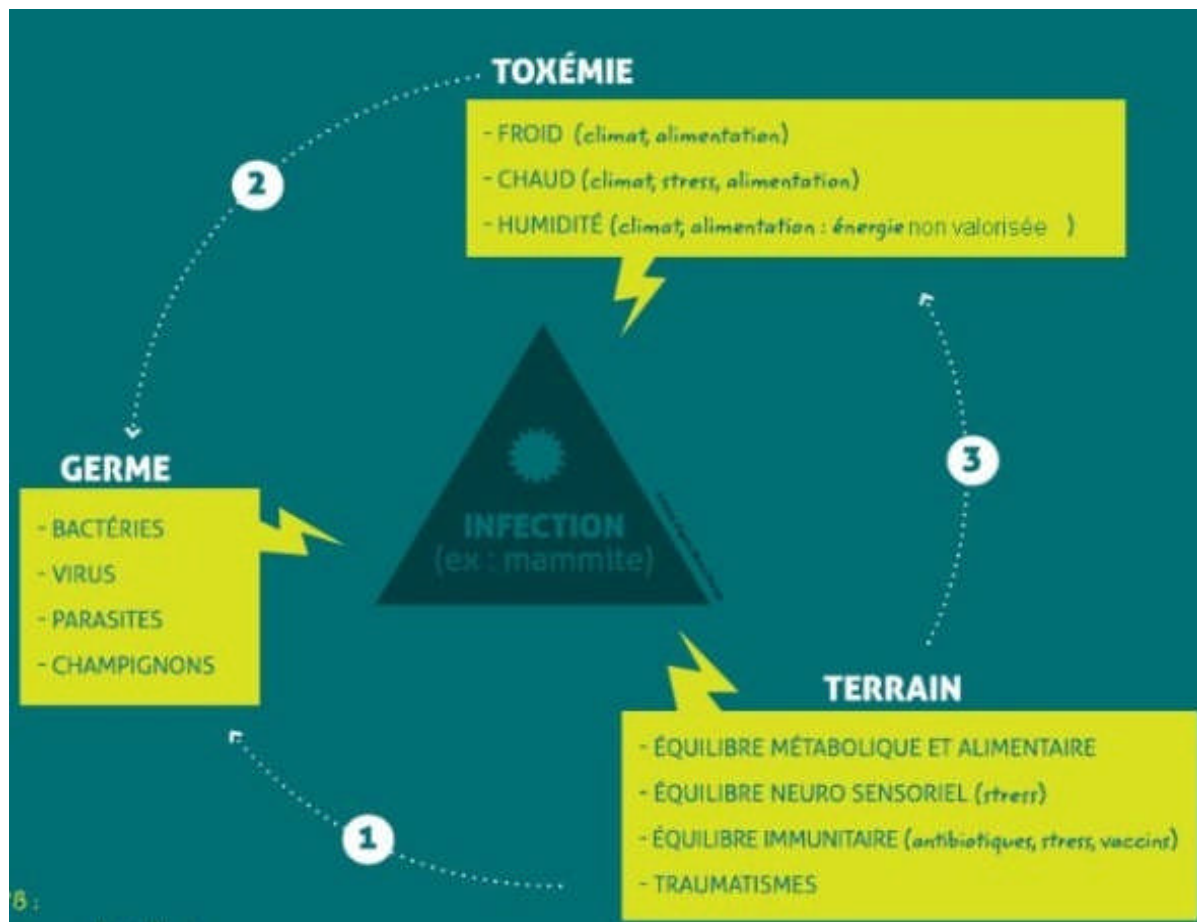 TOXÉMIE
- FROID (climat, alimentation)
- CHAUD (climat, stress, alimentation)
- HUMIDITÉ (climat, alimentation : énergie non valorisée )
2
GERME
- BACTÉRIES
- VIRUS
- PARASITES
- CHAMPIGNONS
INFECTION
(ex : mammite)
3
TERRAIN
- ÉQUILIBRE MÉTABOLIQUE ET ALIMENTAIRE
- ÉQUILIBRE NEURO SENSORIEL (stress)
- ÉQUILIBRE IMMUNITAIRE (antibiotiques, stress, vaccins)
- TRAUMATISMES
1